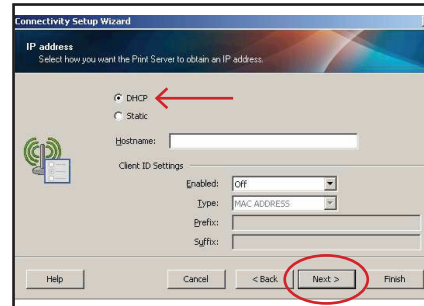 Connectivity Setup Wizard
IP address
Select how you want the Print Server to obtain an IP address.
DHCP
Static
Hostname:
Client ID Settings
Enabled: Off
Type: MAC ADDRESS
Prefix:
Suffix:
Help Cancel < Back Next > Finish